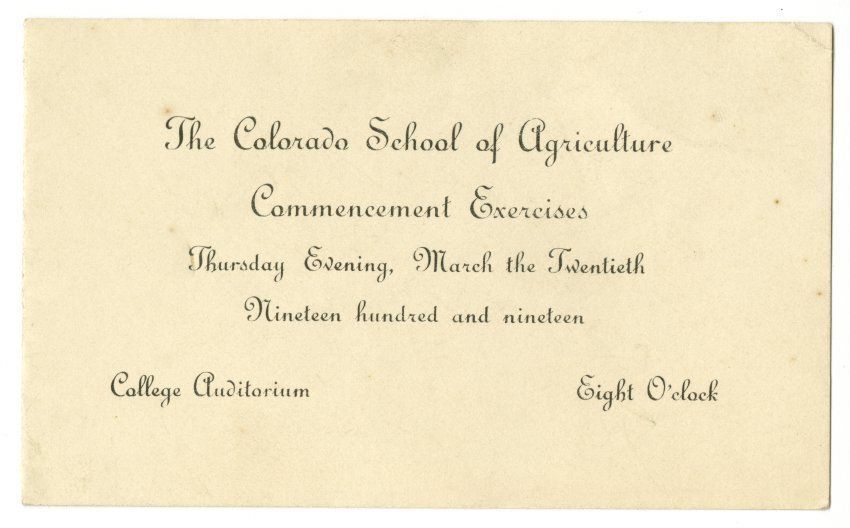 The Colorado School of Agriculture
Commencement Exercises
Thursday Evening, March the Twentieth
Nineteen hundred and nineteen
College Auditorium Eight O'clock